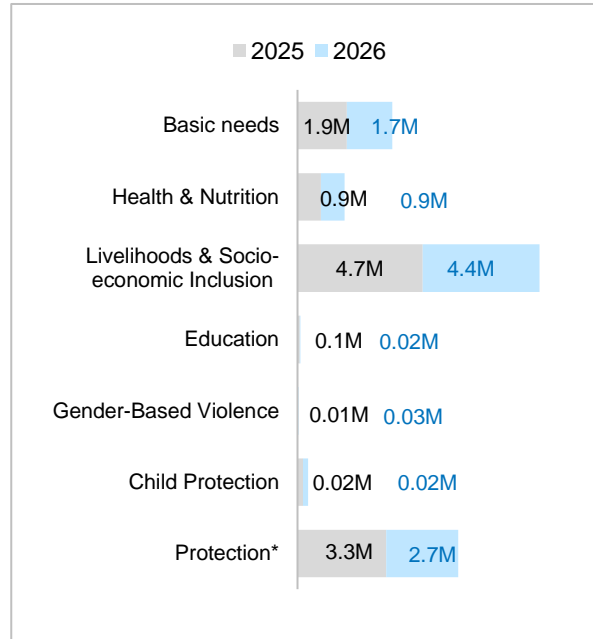 2025 2026
Basic needs 1.9M 1.7M
Health & Nutrition 0.9M 0.9M
Livelihoods & Socio-
economic Inclusion 4.7M 4.4M
Education 0.1M 0.02M
Gender-Based Violence 0.01M 0.03M
Child Protection 0.02M 0.02M
Protection* 3.3M 2.7M